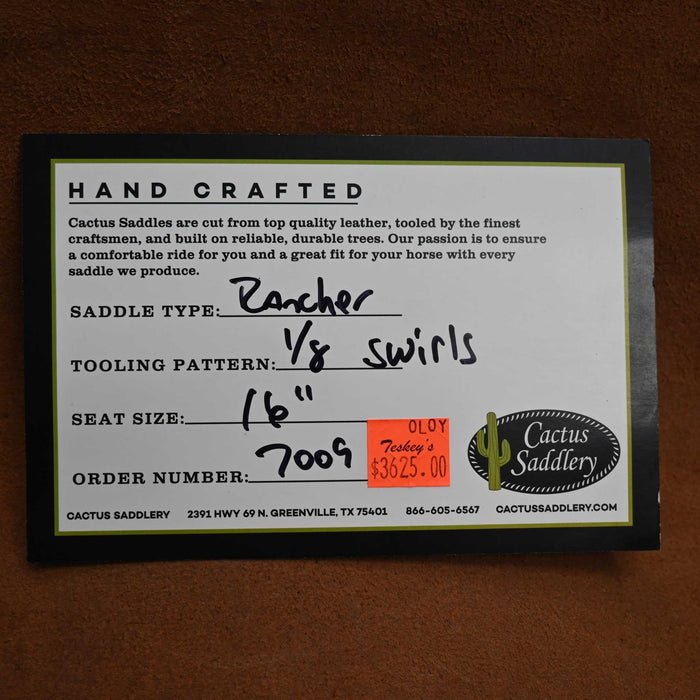 HAND CRAFTED
Cactus Saddles are cut from top quality leather, tooled by the finest
craftsmen, and built on reliable, durable trees. Our passion is to ensure
a comfortable ride for you and a great fit for your horse with every
saddle we produce.
SADDLE TYPE: Rancher
TOOLING PATTERN: 1/8 swirls
SEAT SIZE: 16"
ORDER NUMBER: 7009
OLOY
Teskey's
$3625.00
Cactus
Saddlery
CACTUS SADDLERY 2391 HWY 69 N. GREENVILLE, TX 75401 866-605-6567 CACTUSSADDLERY.COM